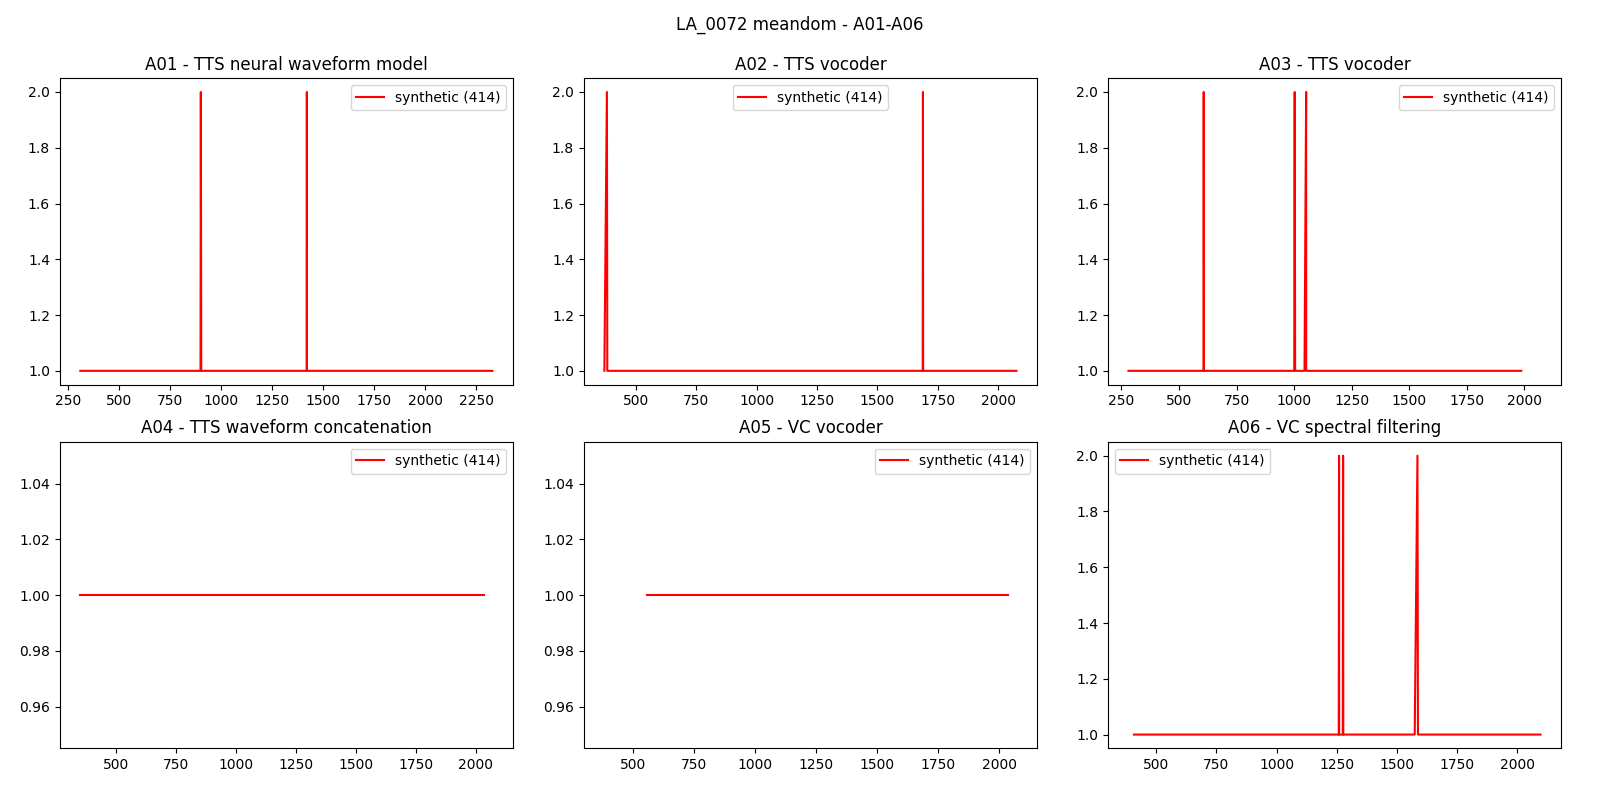 LA_0072 meandom - A01-A06
A01 - TTS neural waveform model
2.0
1.8
1.6
1.4
1.2
1.0
synthetic (414)
250 500 750 1000 1250 1500 1750 2000 2250
A02 - TTS vocoder
2.0
1.8
1.6
1.4
1.2
1.0
synthetic (414)
500 750 1000 1250 1500 1750 2000
A03 - TTS vocoder
2.0
1.8
1.6
1.4
1.2
1.0
synthetic (414)
250 500 750 1000 1250 1500 1750 2000
A04 - TTS waveform concatenation
1.04
1.02
1.00
0.98
0.96
synthetic (414)
500 750 1000 1250 1500 1750 2000
A05 - VC vocoder
1.04
1.02
1.00
0.98
0.96
synthetic (414)
500 750 1000 1250 1500 1750 2000
A06 - VC spectral filtering
2.0
1.8
1.6
1.4
1.2
1.0
synthetic (414)
500 750 1000 1250 1500 1750 2000